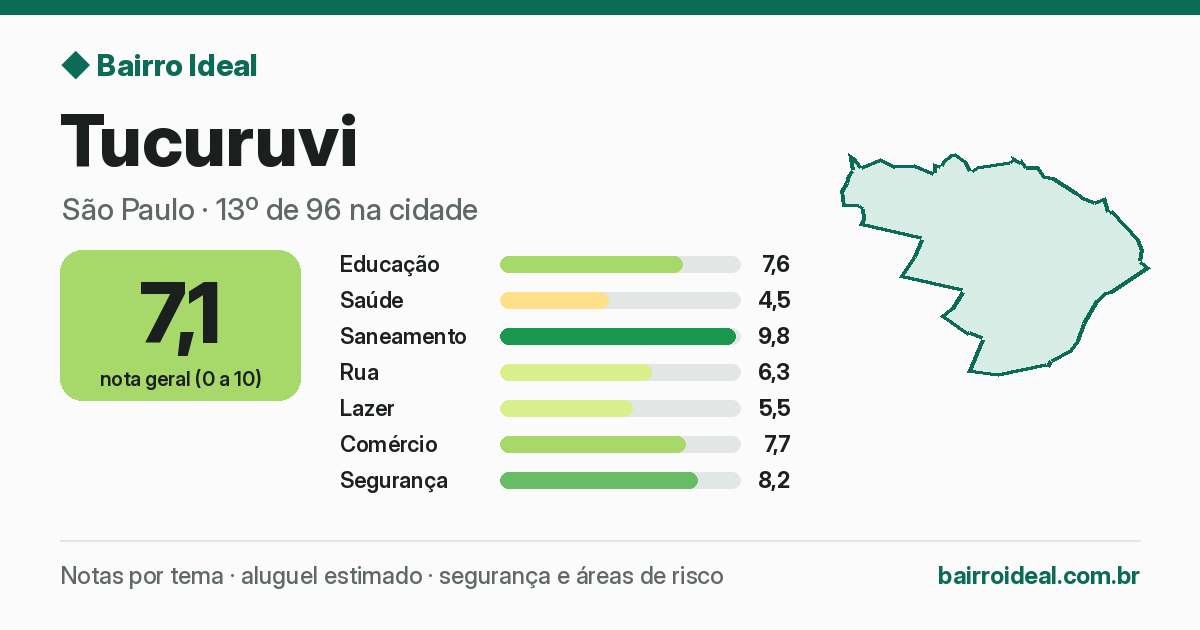 Bairro Ideal
Tucuruvi
São Paulo · 13º de 96 na cidade
7,1
nota geral (0 a 10)
Educação 7,6
Saúde 4,5
Saneamento 9,8
Rua 6,3
Lazer 5,5
Comércio 7,7
Segurança 8,2
Notas por tema · aluguel estimado · segurança e áreas de risco
bairroideal.com.br